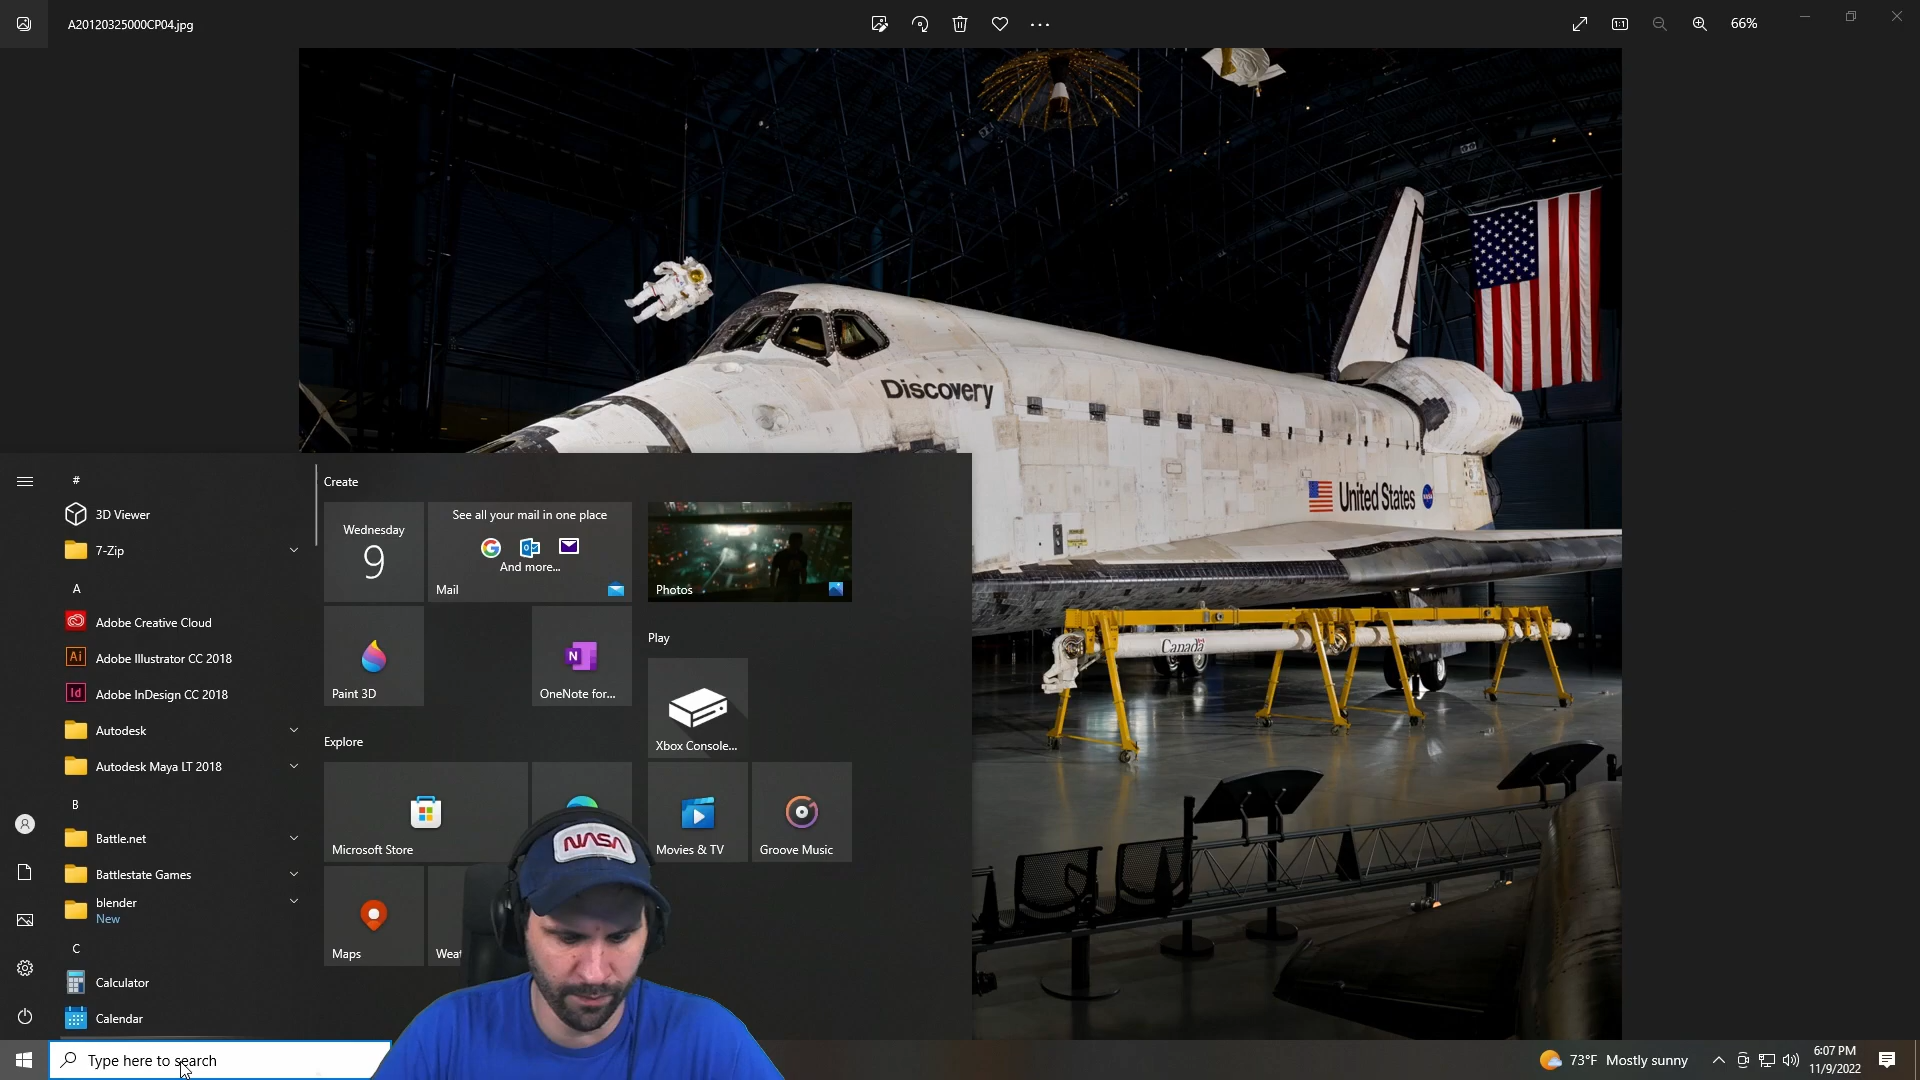 A20120325000CP04.jpg
66%
Discovery
United States
Canada
#
3D Viewer
7-Zip
A
Adobe Creative Cloud
Ai Adobe Illustrator CC 2018
Id Adobe InDesign CC 2018
Autodesk
Autodesk Maya LT 2018
B
Battle.net
Battlestate Games
blender
New
C
Calculator
Calendar
Create
Wednesday
9
See all your mail in one place
And more...
Mail
Photos
Paint 3D
N
OneNote for...
Play
Xbox Console...
Explore
Microsoft Store
Movies & TV
Groove Music
Maps
Weat
NASA
Type here to search
73°F Mostly sunny
6:07 PM
11/9/2022